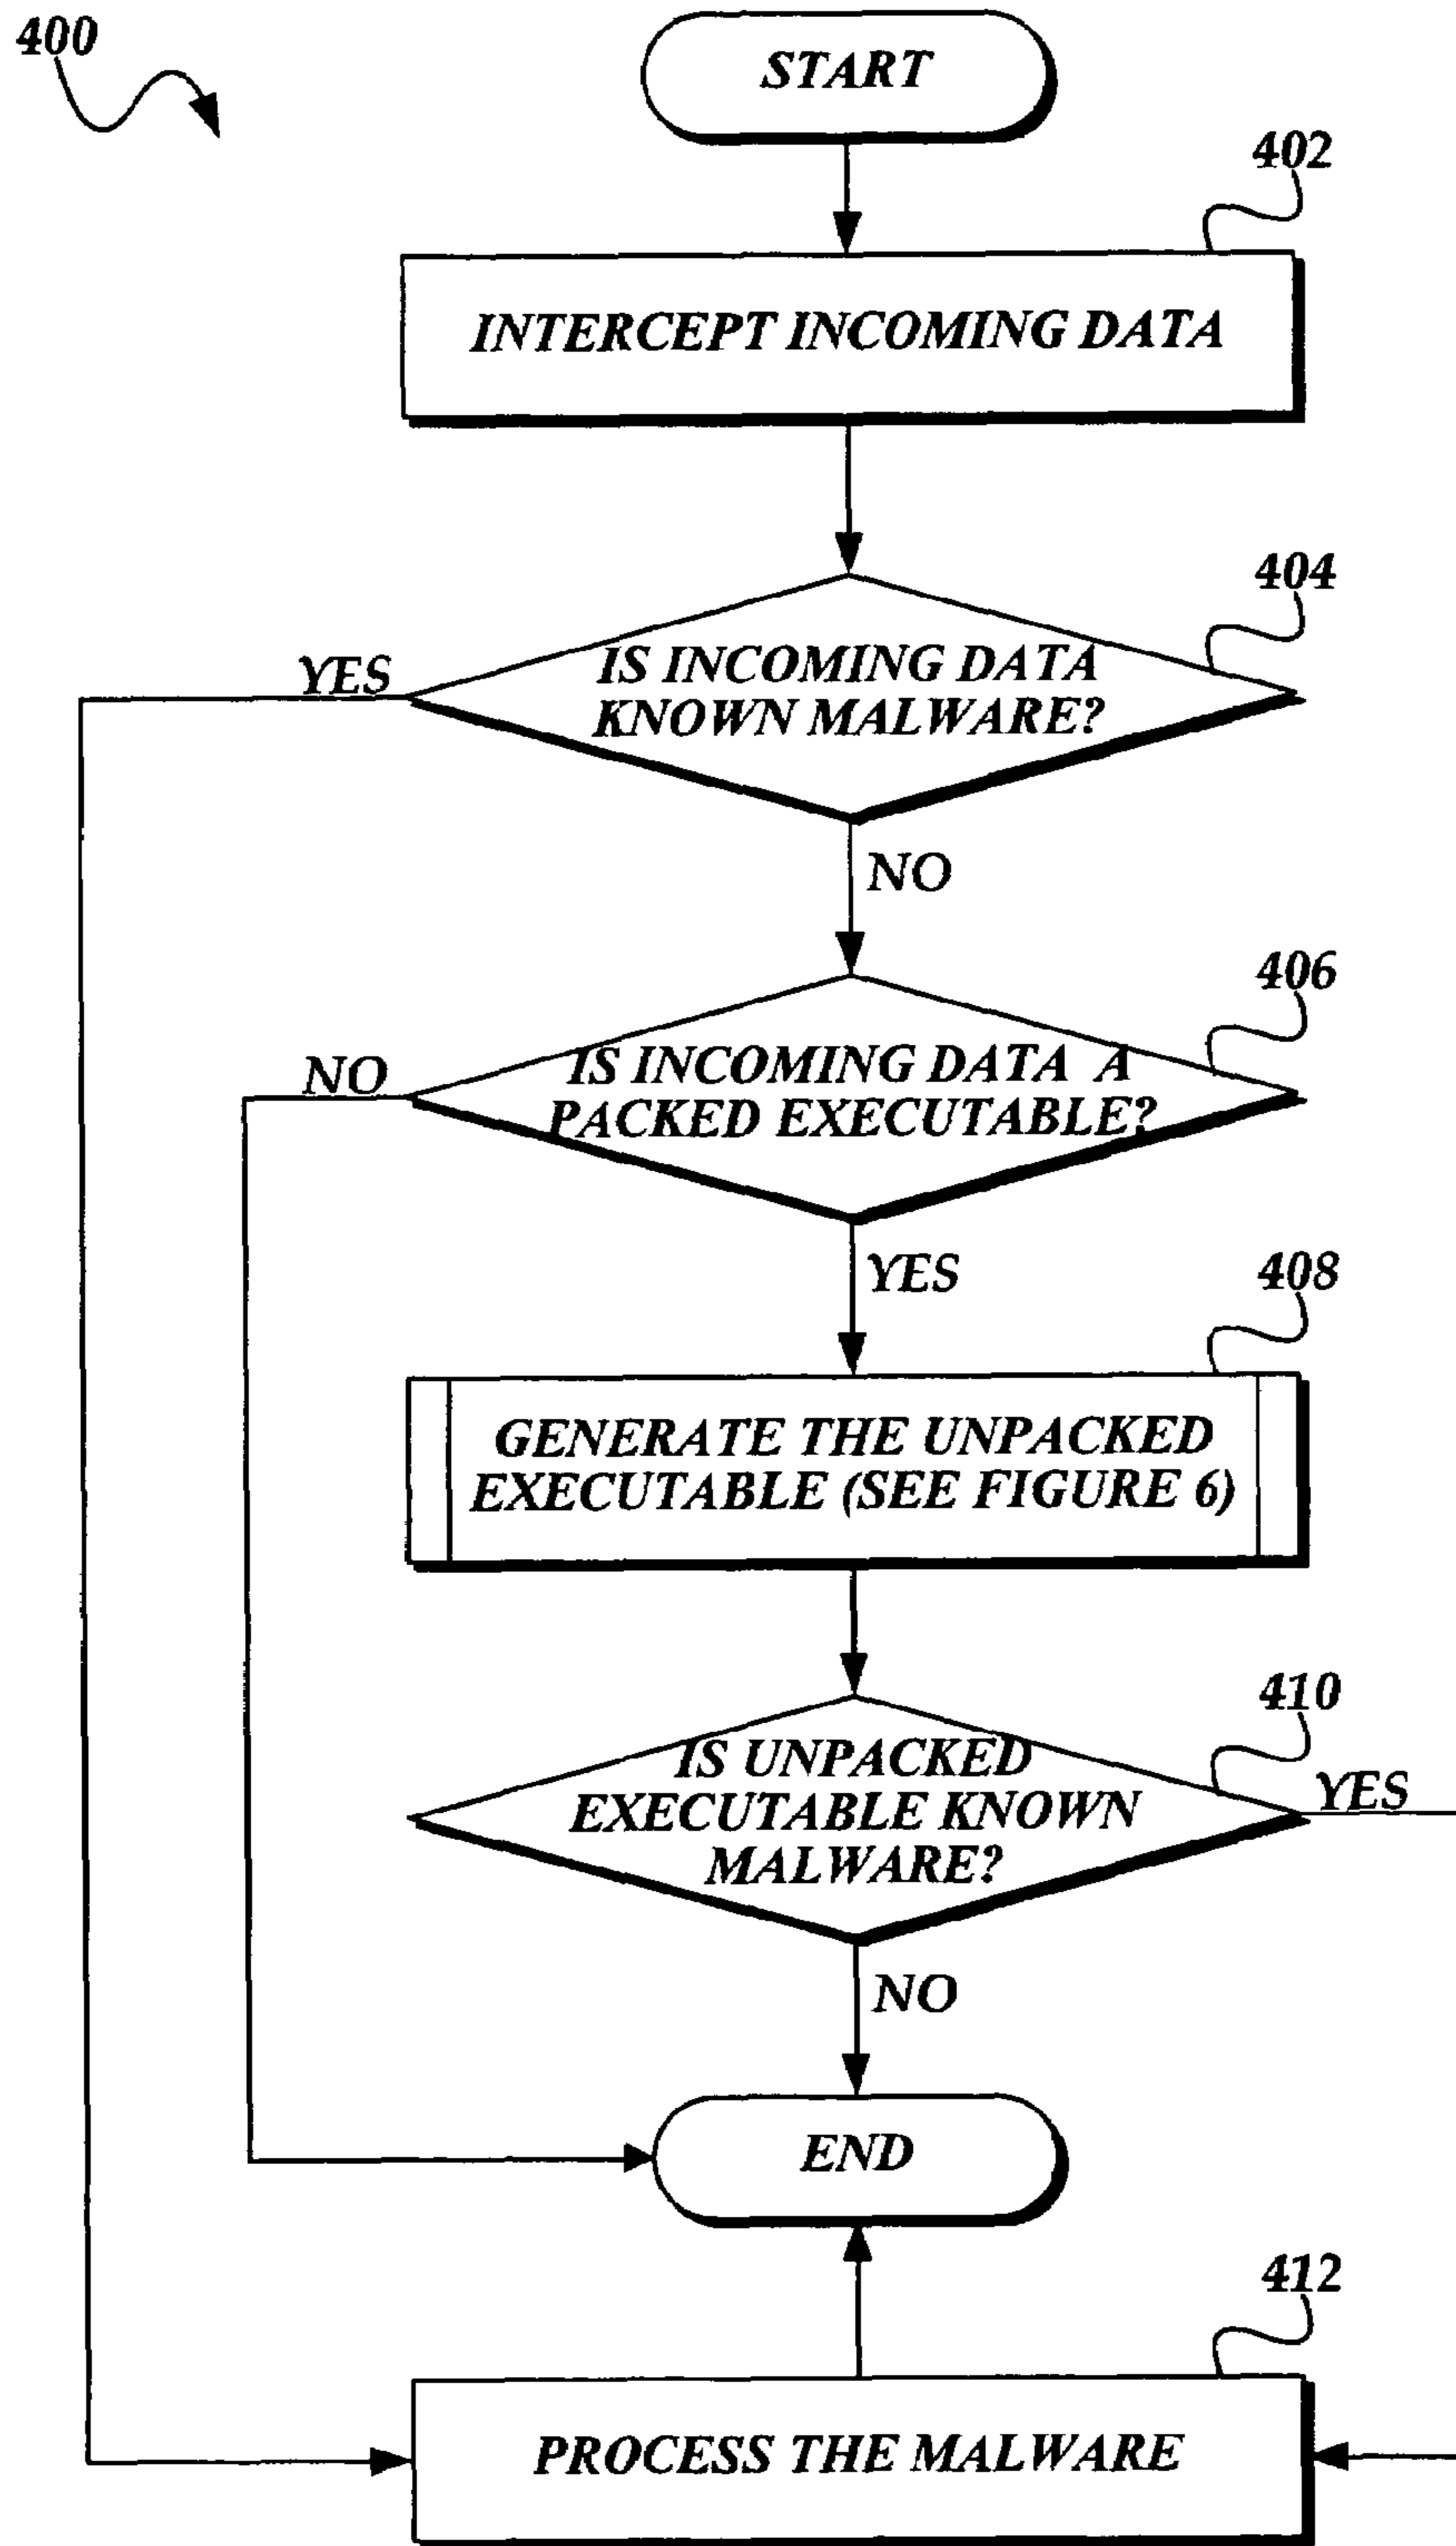 400
START
402
INTERCEPT INCOMING DATA
404
YES
IS INCOMING DATA
KNOWN MALWARE?
NO
406
NO
IS INCOMING DATA A
PACKED EXECUTABLE?
YES
408
GENERATE THE UNPACKED
EXECUTABLE (SEE FIGURE 6)
410
IS UNPACKED
EXECUTABLE KNOWN
MALWARE?
YES
NO
END
412
PROCESS THE MALWARE